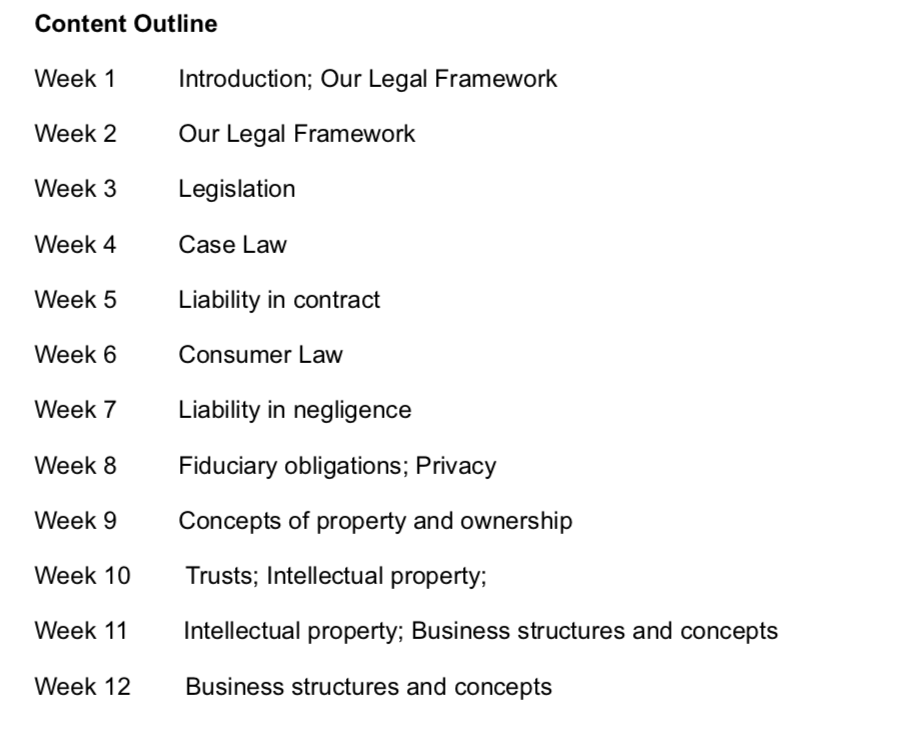 Content Outline
Week 1 Introduction; Our Legal Framework
Week 2 Our Legal Framework
Week 3 Legislation
Week 4 Case Law
Week 5 Liability in contract
Week 6 Consumer Law
Week 7 Liability in negligence
Week 8 Fiduciary obligations; Privacy
Week 9 Concepts of property and ownership
Week 10 Trusts; Intellectual property;
Week 11 Intellectual property; Business structures and concepts
Week 12 Business structures and concepts